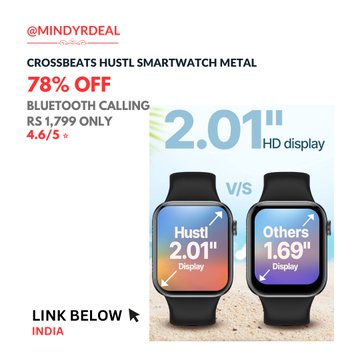 @MINDYRDEAL
CROSSBEATS HUSTL SMARTWATCH METAL
78% OFF
BLUETOOTH CALLING
RS 1,799 ONLY
4.6/5 ⭐
2.01"
HD display
V/S
Hustl
2.01"
Display
Others
1.69"
Display
LINK BELOW
INDIA